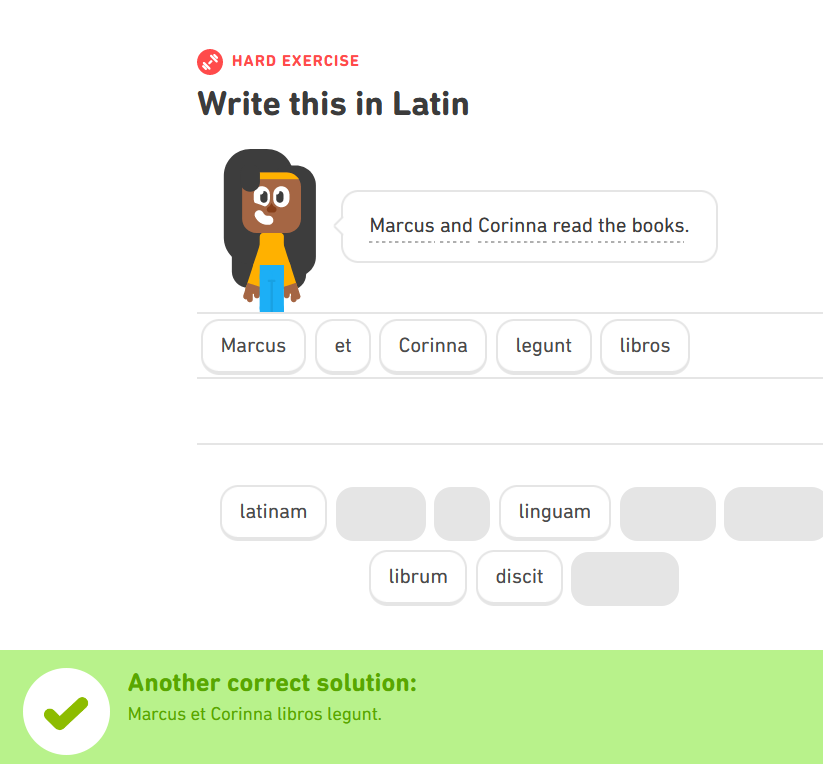 HARD EXERCISE
Write this in Latin
Marcus and Corinna read the books.
Marcus et Corinna legunt libros
latinam linguam
librum discit
Another correct solution:
Marcus et Corinna libros legunt.